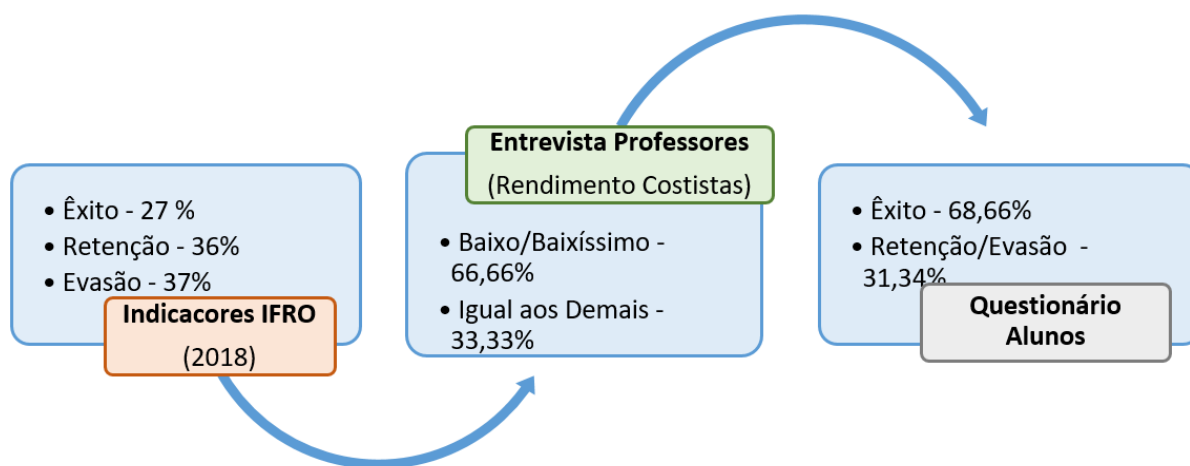 • Êxito - 27 %
• Retenção - 36%
• Evasão - 37%
Indicacores IFRO
(2018)
Entrevista Professores
(Rendimento Costistas)
• Baixo/Baixíssimo -
66,66%
• Igual aos Demais -
33,33%
• Êxito - 68,66%
• Retenção/Evasão -
31,34%
Questionário
Alunos